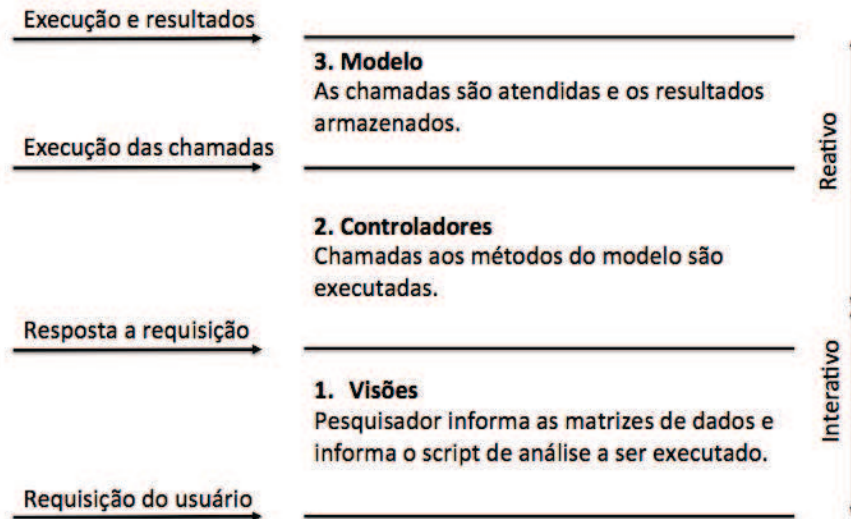 Execução e resultados
3. Modelo
As chamadas são atendidas e os resultados
armazenados.
Execução das chamadas
2. Controladores
Chamadas aos métodos do modelo são
executadas.
Resposta a requisição
1. Visões
Pesquisador informa as matrizes de dados e
informa o script de análise a ser executado.
Requisição do usuário
Reativo
Interativo